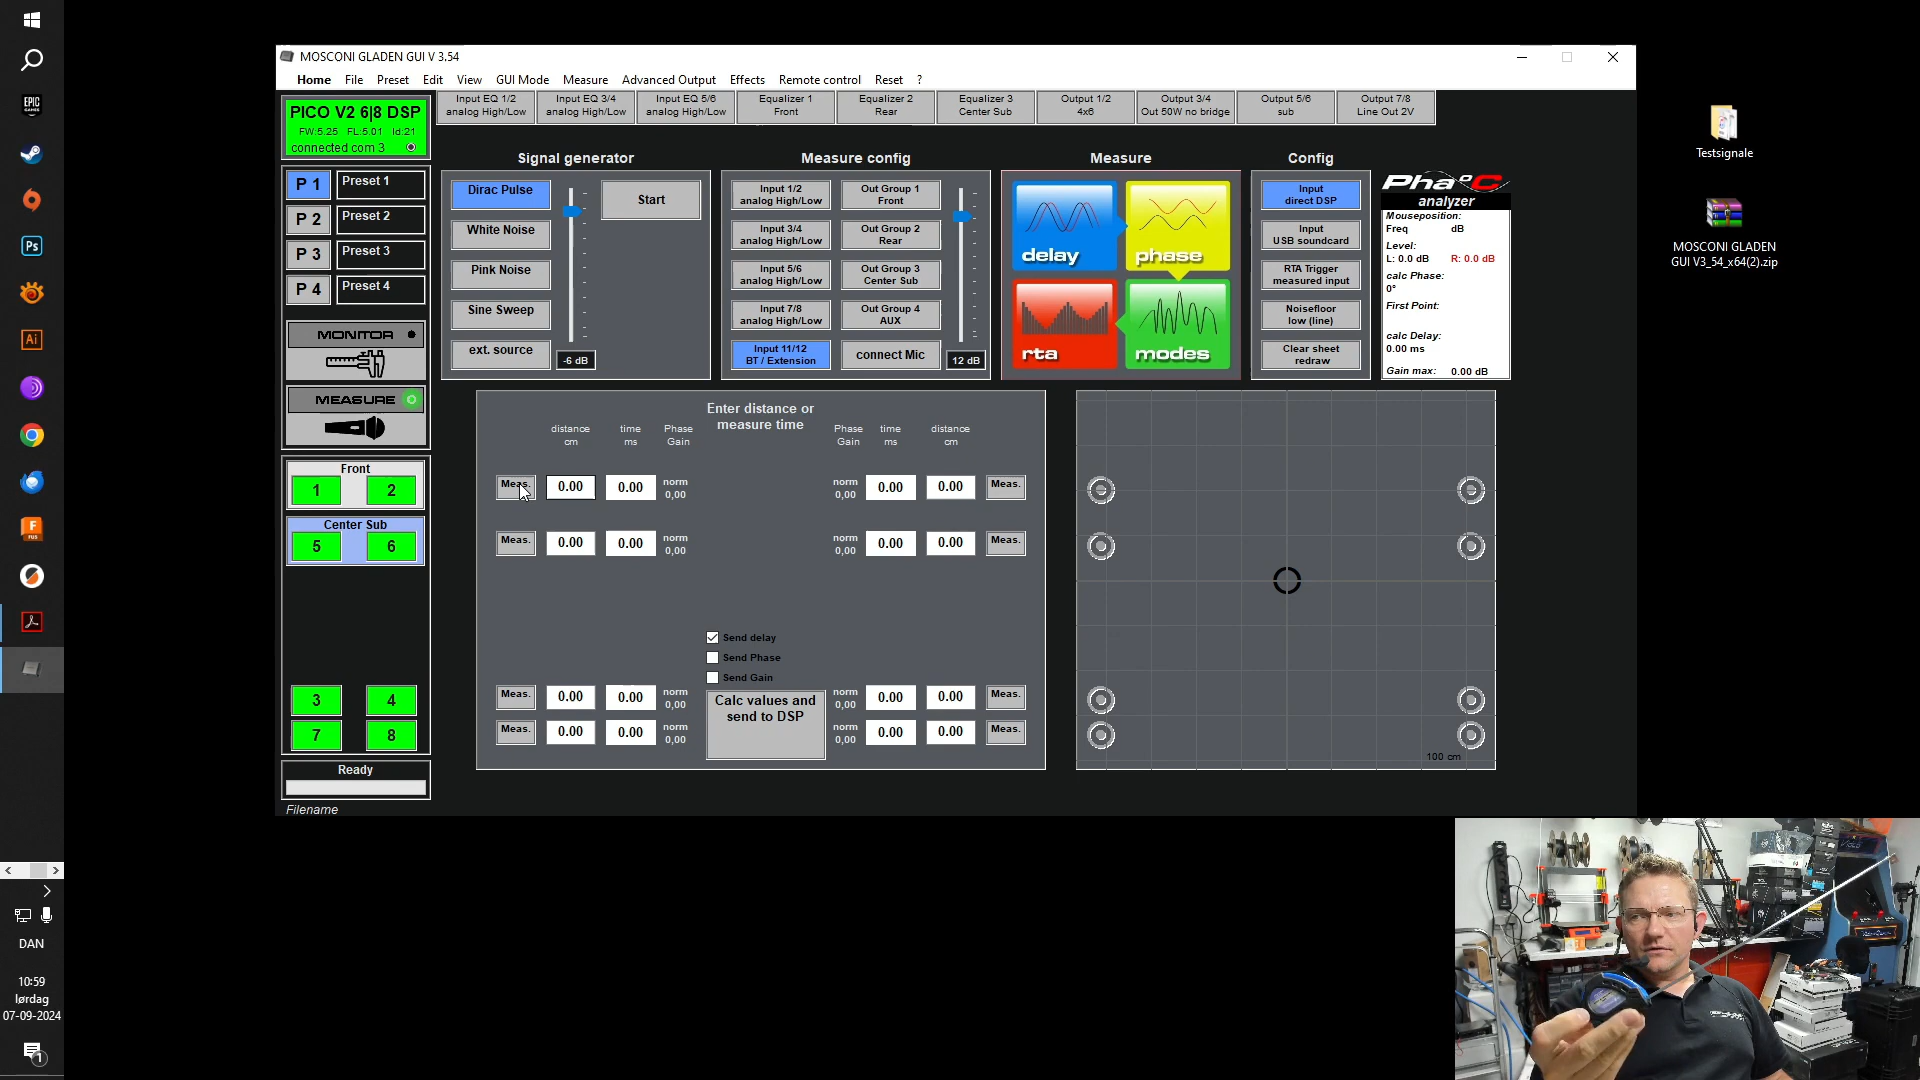 MOSCONI GLADEN GUI V 3.54
Home File Preset Edit View GUI Mode Measure Advanced Output Effects Remote control Reset ?
PICO V2 6|8 DSP
FW:5.25 FL:5.01 Id:21
connected com 3
Input EQ 1/2
analog High/Low
Input EQ 3/4
analog High/Low
Input EQ 5/6
analog High/Low
Equalizer 1
Front
Equalizer 2
Rear
Equalizer 3
Center Sub
Output 1/2
4x6
Output 3/4
Out 50W no bridge
Output 5/6
sub
Output 7/8
Line Out 2V
P 1 Preset 1
P 2 Preset 2
P 3 Preset 3
P 4 Preset 4
MONITOR
MEASURE
Front
1 2
Center Sub
5 6
3 4
7 8
Ready
Filename
Signal generator
Dirac Pulse
White Noise
Pink Noise
Sine Sweep
ext. source
Start
-6 dB
Measure config
Input 1/2
analog High/Low
Input 3/4
analog High/Low
Input 5/6
analog High/Low
Input 7/8
analog High/Low
Input 11/12
BT / Extension
Out Group 1
Front
Out Group 2
Rear
Out Group 3
Center Sub
Out Group 4
AUX
connect Mic
12 dB
Measure
delay
phase
rta
modes
Config
Input
direct DSP
Input
USB soundcard
RTA Trigger
measured input
Noisefloor
low (line)
Clear sheet
redraw
Pha°C
analyzer
Mouseposition:
Freq dB
Level:
L: 0.0 dB R: 0.0 dB
calc Phase:
0°
First Point:
calc Delay:
0.00 ms
Gain max: 0.00 dB
Enter distance or
measure time
distance
cm
time
ms
Phase
Gain
Phase
Gain
time
ms
distance
cm
Meas. 0.00 0.00 norm
0,00
norm
0,00 0.00 0.00 Meas.
Meas. 0.00 0.00 norm
0,00
norm
0,00 0.00 0.00 Meas.
Send delay
Send Phase
Send Gain
Meas. 0.00 0.00 norm
0,00
norm
0,00 0.00 0.00 Meas.
Meas. 0.00 0.00 norm
0,00
norm
0,00 0.00 0.00 Meas.
Calc values and
send to DSP
100 cm
Testsignale
MOSCONI GLADEN
GUI V3_54_x64(2).zip
EPIC
GAMES
Ps
Ai
F
FUS
DAN
10:59
lørdag
07-09-2024
1